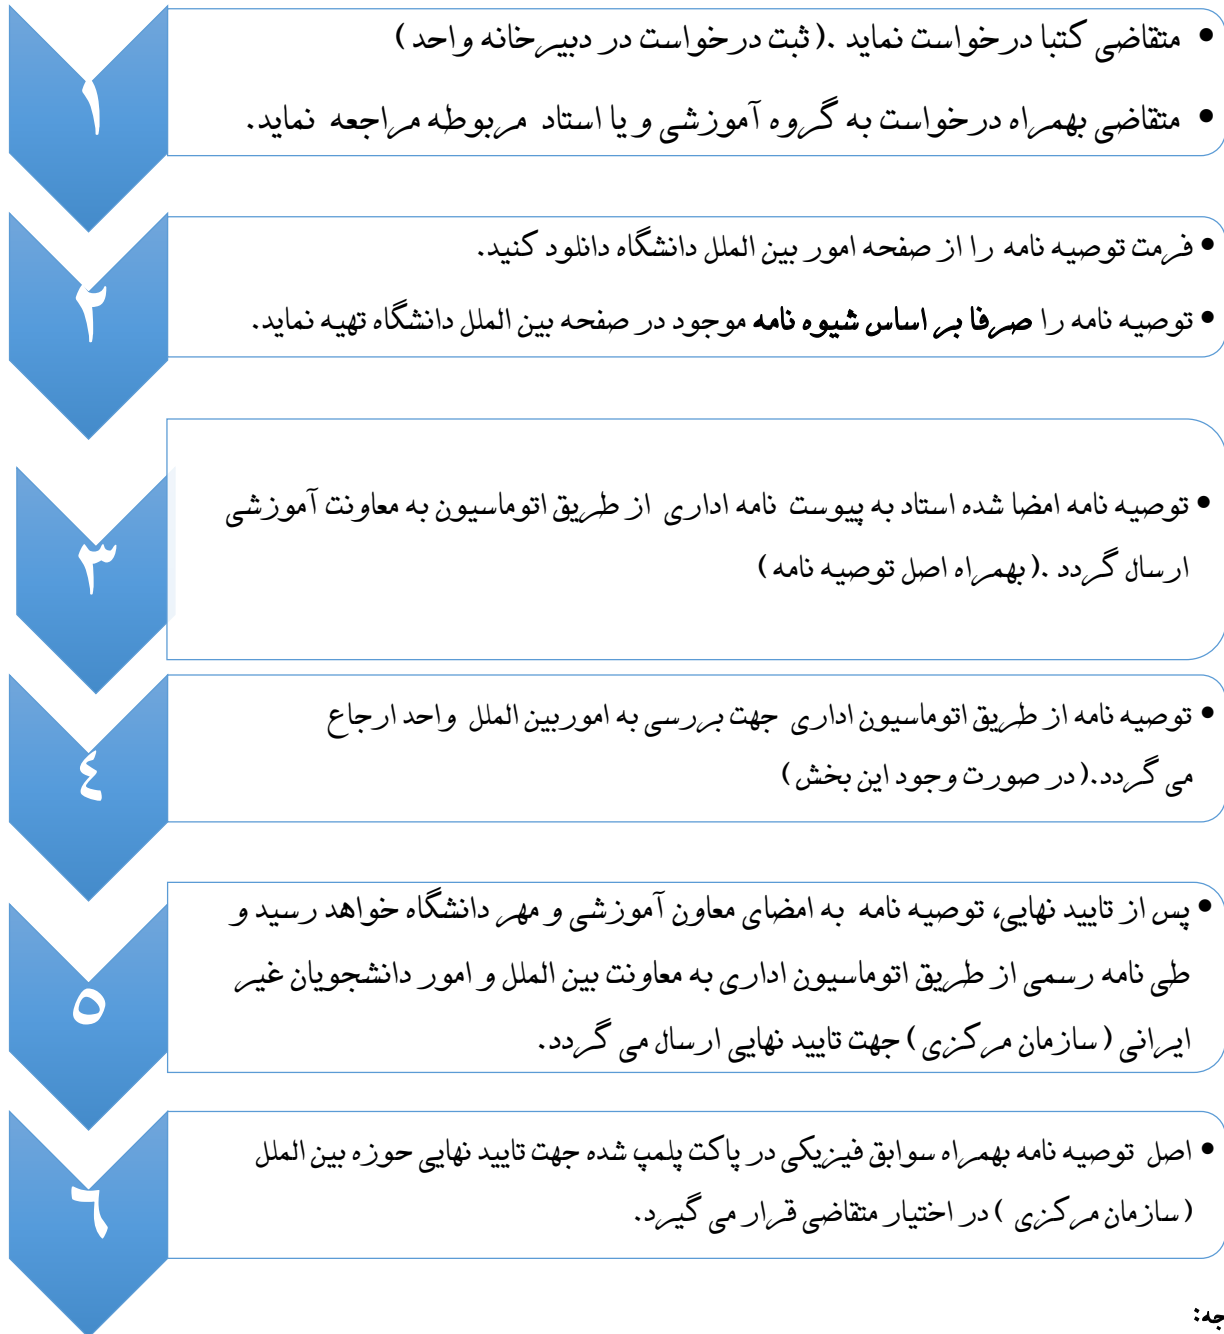 ١
• متقاضی کتبا درخواست نماید .( ثبت درخواست در دبیرخانه واحد )
• متقاضی بهمراه درخواست به گروه آموزشی و یا استاد مربوطه مراجعه نماید.
٢
• فرمت توصیه نامه را از صفحه امور بین الملل دانشگاه دانلود کنید.
• توصیه نامه را صرفا بر اساس شیوه نامه موجود در صفحه بین الملل دانشگاه تهیه نماید.
٣
• توصیه نامه امضا شده استاد به پیوست نامه اداری از طریق اتوماسیون به معاونت آموزشی
ارسال گردد .( بهمراه اصل توصیه نامه )
٤
• توصیه نامه از طریق اتوماسیون اداری جهت بررسی به اموربین الملل واحد ارجاع
می گردد.( در صورت وجود این بخش )
٥
• پس از تایید نهایی، توصیه نامه به امضای معاون آموزشی و مهر دانشگاه خواهد رسید و
طی نامه رسمی از طریق اتوماسیون اداری به معاونت بین الملل و امور دانشجویان غیر
ایرانی ( سازمان مرکزی ) جهت تایید نهایی ارسال می گردد.
٦
• اصل توصیه نامه بهمراه سوابق فیزیکی در پاکت پلمپ شده جهت تایید نهایی حوزه بین الملل
( سازمان مرکزی ) در اختیار متقاضی قرار می گیرد.
جه: